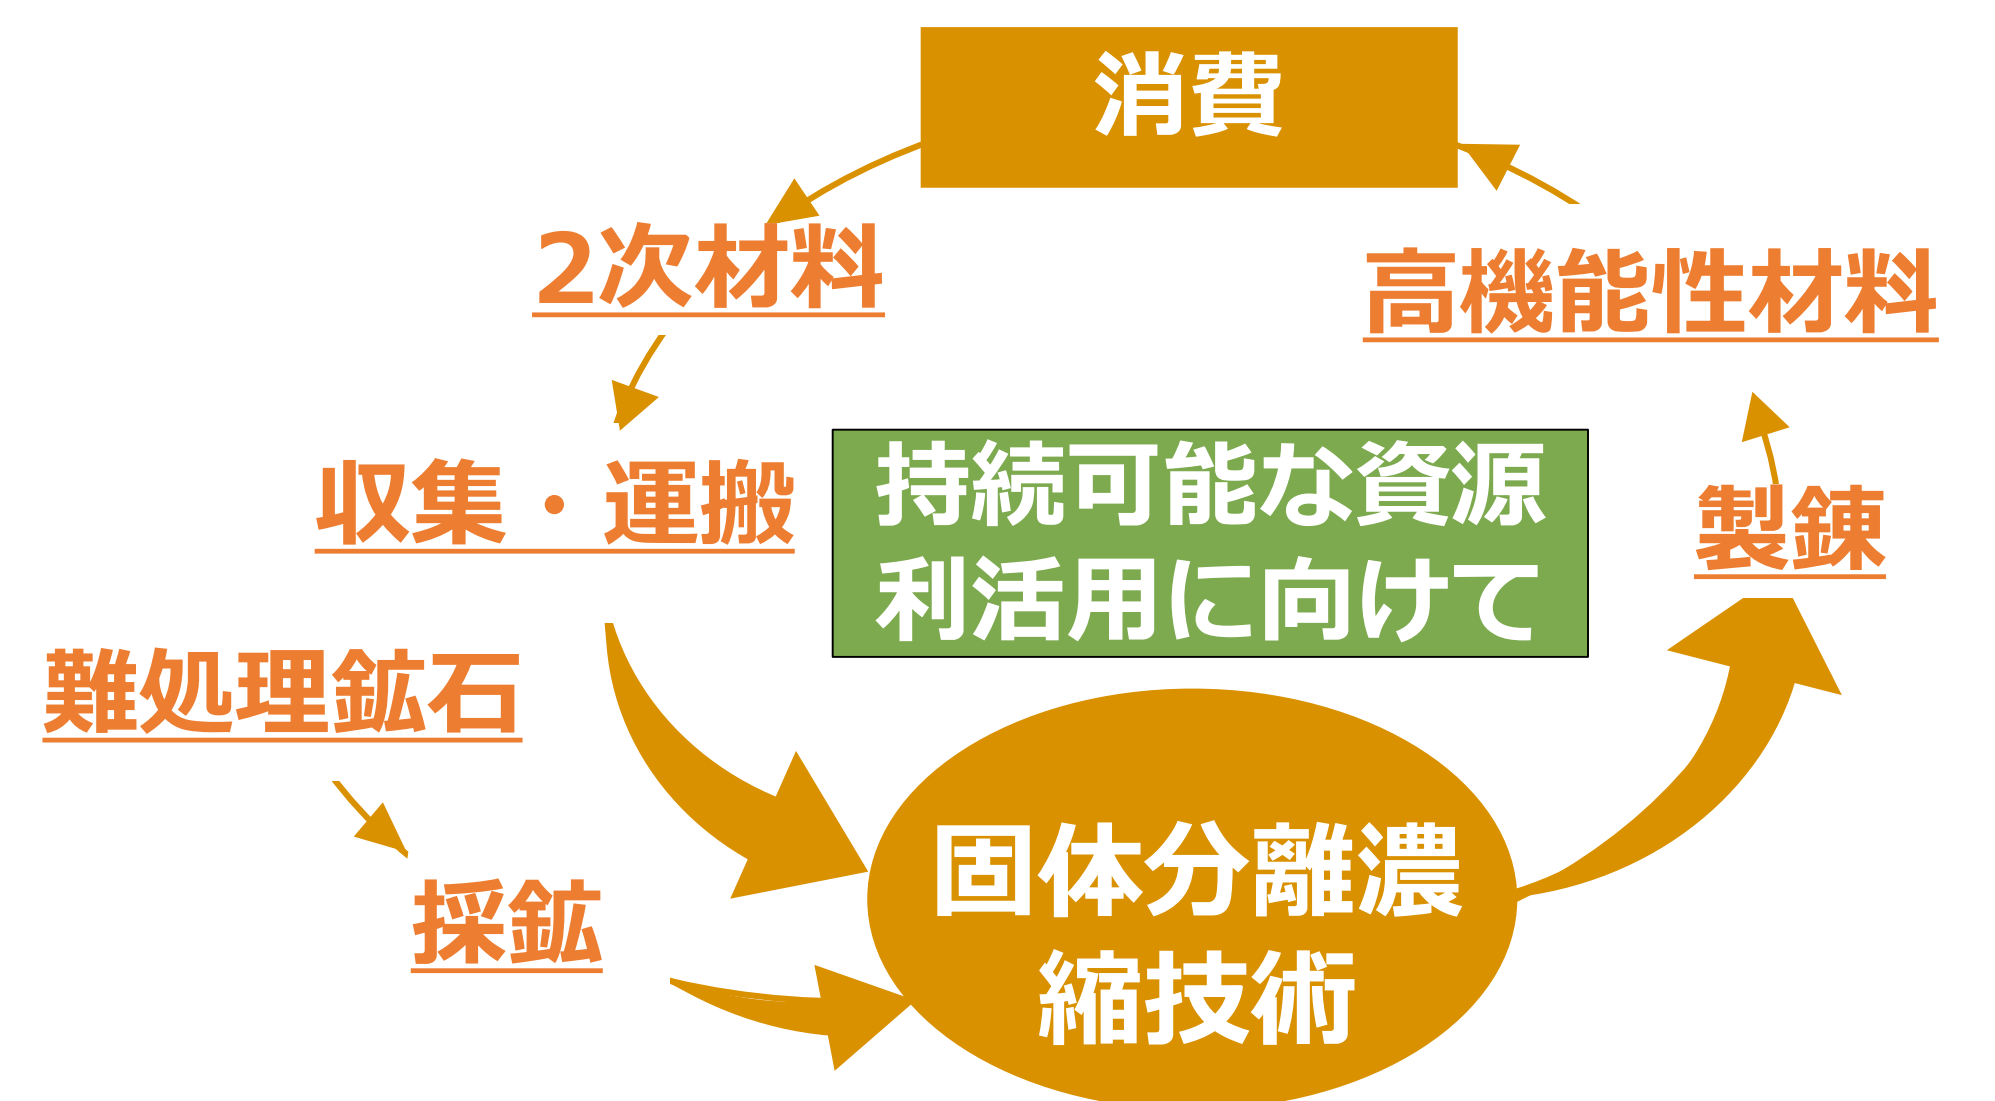 消費
2次材料
高機能性材料
収集・運搬
持続可能な資源
利活用に向けて
製錬
難処理鉱石
固体分離濃
縮技術
採鉱